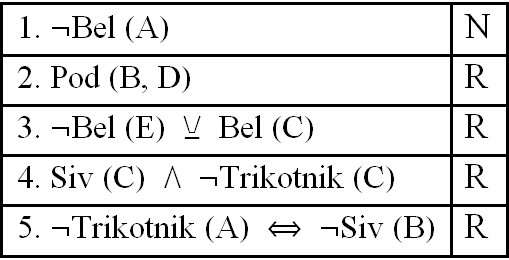 1. ¬Bel (A) N
2. Pod (B, D) R
3. ¬Bel (E) ⊻ Bel (C) R
4. Siv (C) ∧ ¬Trikotnik (C) R
5. ¬Trikotnik (A) ⇔ ¬Siv (B) R